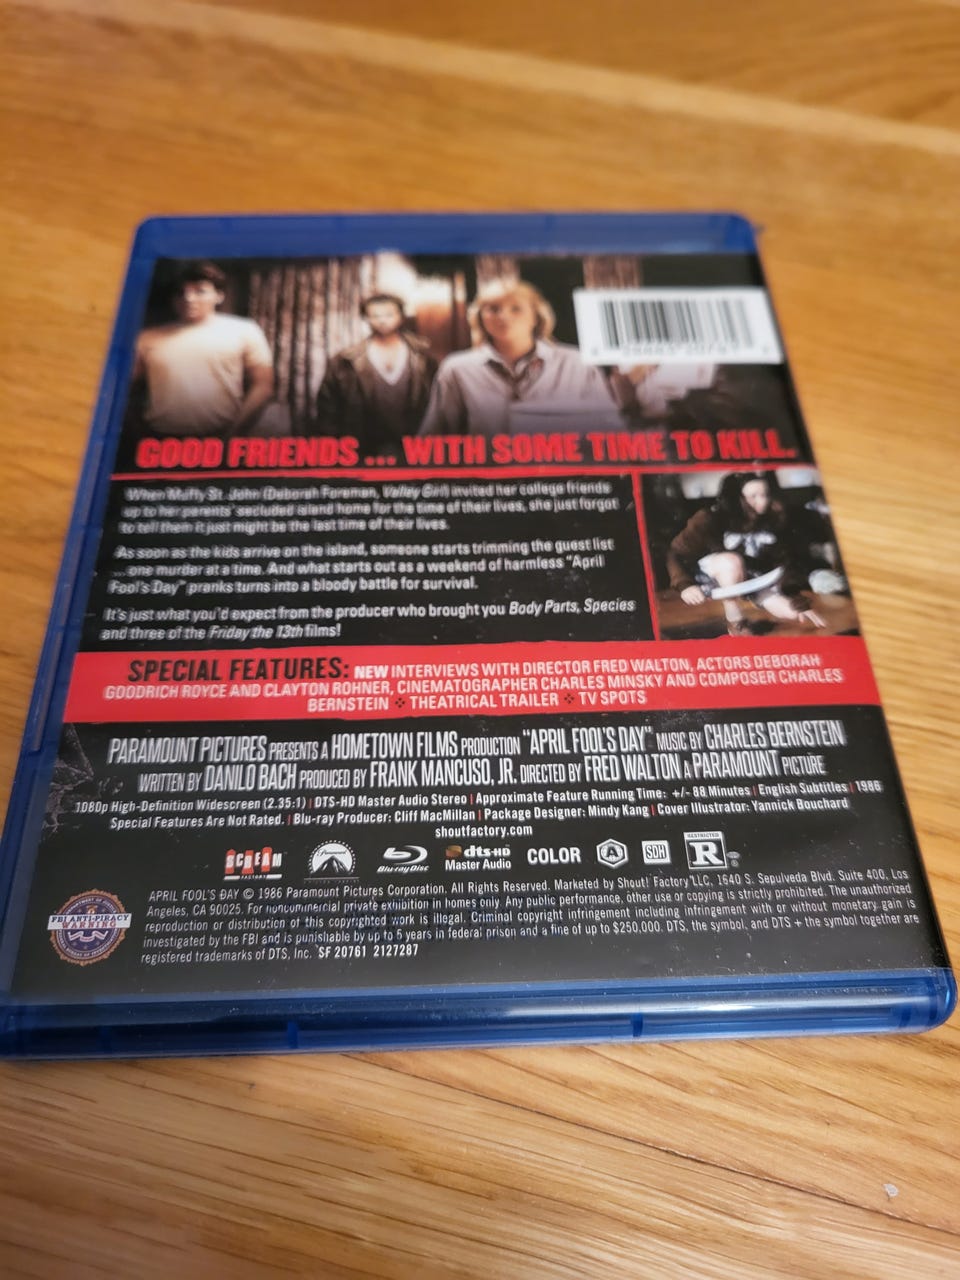 GOOD FRIENDS ... WITH SOME TIME TO KILL.
When Muffy St. John (Deborah Foreman, Valley Girl) invited her college friends
up to her parents' secluded island home for the time of their lives, she just forgot
to tell them it just might be the last time of their lives.
As soon as the kids arrive on the island, someone starts trimming the guest list
...one murder at a time. And what starts out as a weekend of harmless "April
Fool's Day" pranks turns into a bloody battle for survival.
It's just what you'd expect from the producer who brought you Body Parts, Species
and three of the Friday the 13th films!
SPECIAL FEATURES: NEW INTERVIEWS WITH DIRECTOR FRED WALTON, ACTORS DEBORAH
GOODRICH ROYCE AND CLAYTON ROHNER, CINEMATOGRAPHER CHARLES MINSKY AND COMPOSER CHARLES
BERNSTEIN ❖ THEATRICAL TRAILER ❖ TV SPOTS
PARAMOUNT PICTURES PRESENTS A HOMETOWN FILMS PRODUCTION "APRIL FOOL'S DAY" MUSIC BY CHARLES BERNSTEIN
WRITTEN BY DANILO BACH PRODUCED BY FRANK MANCUSO, JR. DIRECTED BY FRED WALTON A PARAMOUNT PICTURE
1080p High-Definition Widescreen (2.35:1) | DTS-HD Master Audio Stereo | Approximate Feature Running Time: +/- 88 Minutes | English Subtitles | 1986
Special Features Are Not Rated. | Blu-ray Producer: Cliff MacMillan | Package Designer: Mindy Kang | Cover Illustrator: Yannick Bouchard
shoutfactory.com
SCREAM FACTORY Paramount Blu-ray Disc dts-HD Master Audio COLOR A SDH RESTRICTED R
FBI ANTI-PIRACY WARNING
APRIL FOOL'S DAY © 1986 Paramount Pictures Corporation. All Rights Reserved. Marketed by Shout! Factory LLC, 1640 S. Sepulveda Blvd. Suite 400, Los
Angeles, CA 90025. For noncommercial private exhibition in homes only. Any public performance, other use or copying is strictly prohibited. The unauthorized
reproduction or distribution of this copyrighted work is illegal. Criminal copyright infringement including infringement with or without monetary gain is
investigated by the FBI and is punishable by up to 5 years in federal prison and a fine of up to $250,000. DTS, the symbol, and DTS + the symbol together are
registered trademarks of DTS, Inc. SF 20761 2127287